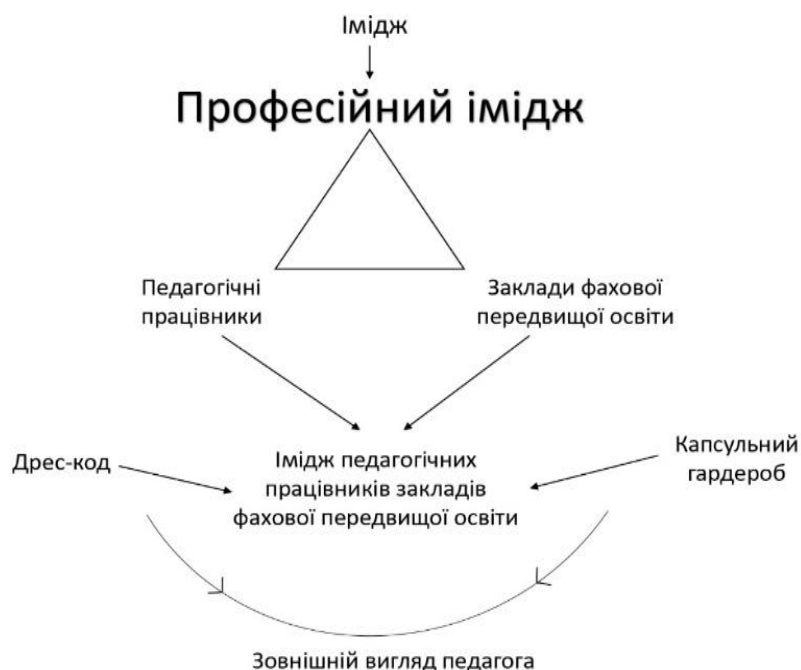 Імідж
Професійний імідж
Педагогічні
працівники
Заклади фахової
передвищої освіти
Дрес-код
Імідж педагогічних
працівників закладів
фахової передвищої освіти
Капсульний
гардероб
Зовнішній вигляд педагога